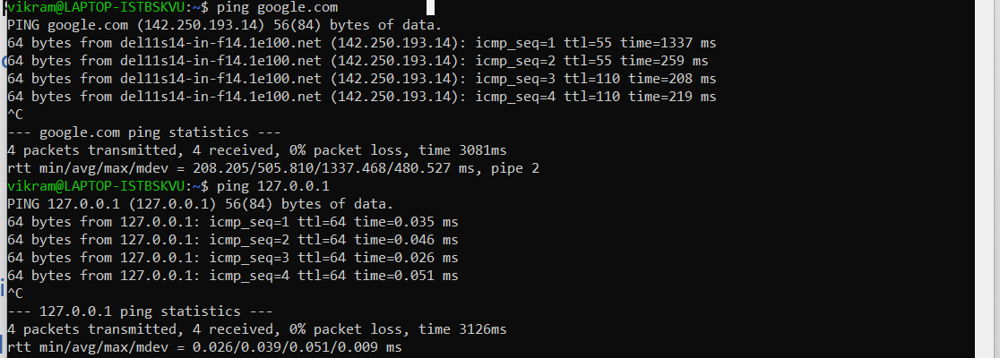 vikram@LAPTOP-ISTBSKVU:~$ ping google.com
PING google.com (142.250.193.14) 56(84) bytes of data.
64 bytes from del11s14-in-f14.1e100.net (142.250.193.14): icmp_seq=1 ttl=55 time=1337 ms
64 bytes from del11s14-in-f14.1e100.net (142.250.193.14): icmp_seq=2 ttl=55 time=259 ms
64 bytes from del11s14-in-f14.1e100.net (142.250.193.14): icmp_seq=3 ttl=110 time=208 ms
64 bytes from del11s14-in-f14.1e100.net (142.250.193.14): icmp_seq=4 ttl=110 time=219 ms
^C
--- google.com ping statistics ---
4 packets transmitted, 4 received, 0% packet loss, time 3081ms
rtt min/avg/max/mdev = 208.205/505.810/1337.468/480.527 ms, pipe 2
vikram@LAPTOP-ISTBSKVU:~$ ping 127.0.0.1
PING 127.0.0.1 (127.0.0.1) 56(84) bytes of data.
64 bytes from 127.0.0.1: icmp_seq=1 ttl=64 time=0.035 ms
64 bytes from 127.0.0.1: icmp_seq=2 ttl=64 time=0.046 ms
64 bytes from 127.0.0.1: icmp_seq=3 ttl=64 time=0.026 ms
64 bytes from 127.0.0.1: icmp_seq=4 ttl=64 time=0.051 ms
^C
--- 127.0.0.1 ping statistics ---
4 packets transmitted, 4 received, 0% packet loss, time 3126ms
rtt min/avg/max/mdev = 0.026/0.039/0.051/0.009 ms